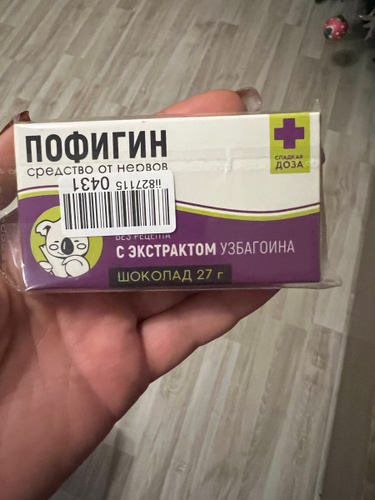 ПОФИГИН
средство от нервов
СЛАДКАЯ
ДОЗА
ii827115
0431
БЕЗ РЕЦЕПТА
С ЭКСТРАКТОМ УЗБАГОИНА
ШОКОЛАД 27 г